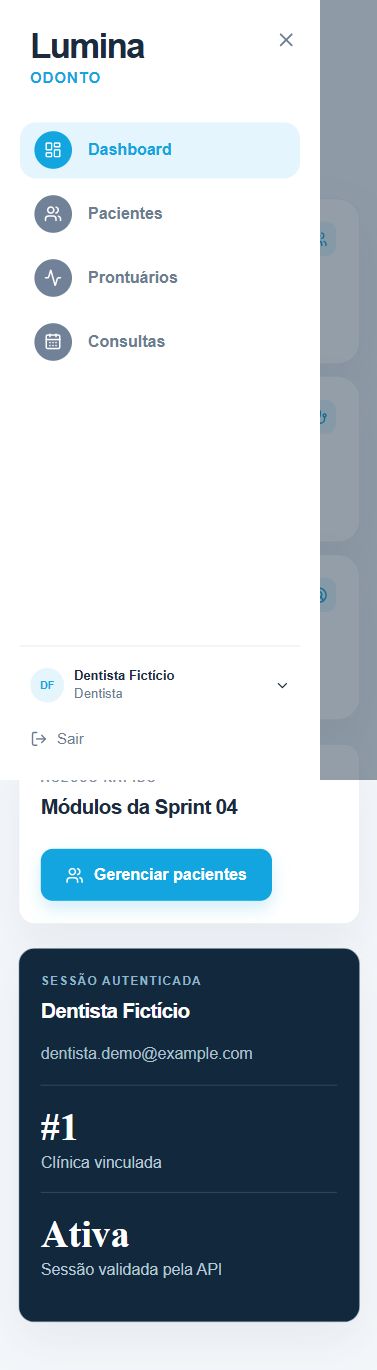 Lumina
ODONTO
Dashboard
Pacientes
Prontuários
Consultas
DF
Dentista Fictício
Dentista
Sair
Módulos da Sprint 04
Gerenciar pacientes
SESSÃO AUTENTICADA
Dentista Fictício
dentista.demo@example.com
#1
Clínica vinculada
Ativa
Sessão validada pela API